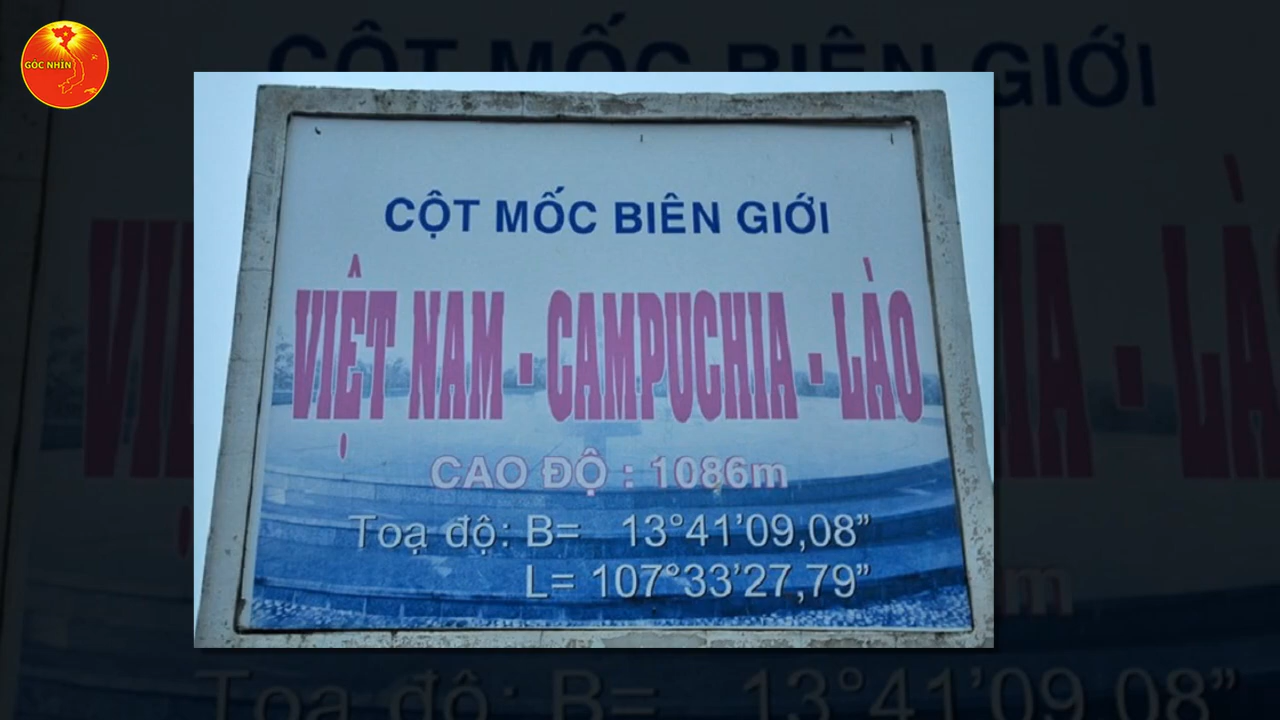 GÓC NHÌN
CỘT MỐC BIÊN GIỚI
VIỆT NAM - CAMPUCHIA - LÀO
CAO ĐỘ : 1086m
Toạ độ: B= 13°41’09,08”
L= 107°33’27,79”